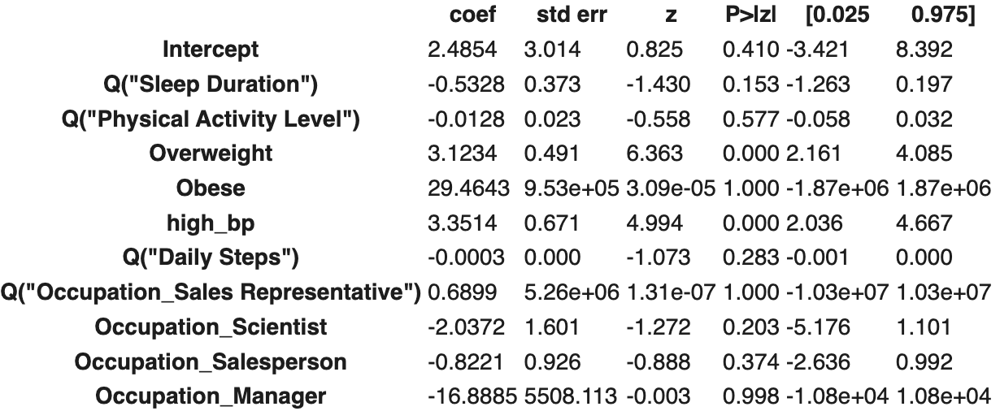 coef std err z P>|z| [0.025 0.975]
Intercept 2.4854 3.014 0.825 0.410 -3.421 8.392
Q("Sleep Duration") -0.5328 0.373 -1.430 0.153 -1.263 0.197
Q("Physical Activity Level") -0.0128 0.023 -0.558 0.577 -0.058 0.032
Overweight 3.1234 0.491 6.363 0.000 2.161 4.085
Obese 29.4643 9.53e+05 3.09e-05 1.000 -1.87e+06 1.87e+06
high_bp 3.3514 0.671 4.994 0.000 2.036 4.667
Q("Daily Steps") -0.0003 0.000 -1.073 0.283 -0.001 0.000
Q("Occupation_Sales Representative") 0.6899 5.26e+06 1.31e-07 1.000 -1.03e+07 1.03e+07
Occupation_Scientist -2.0372 1.601 -1.272 0.203 -5.176 1.101
Occupation_Salesperson -0.8221 0.926 -0.888 0.374 -2.636 0.992
Occupation_Manager -16.8885 5508.113 -0.003 0.998 -1.08e+04 1.08e+04